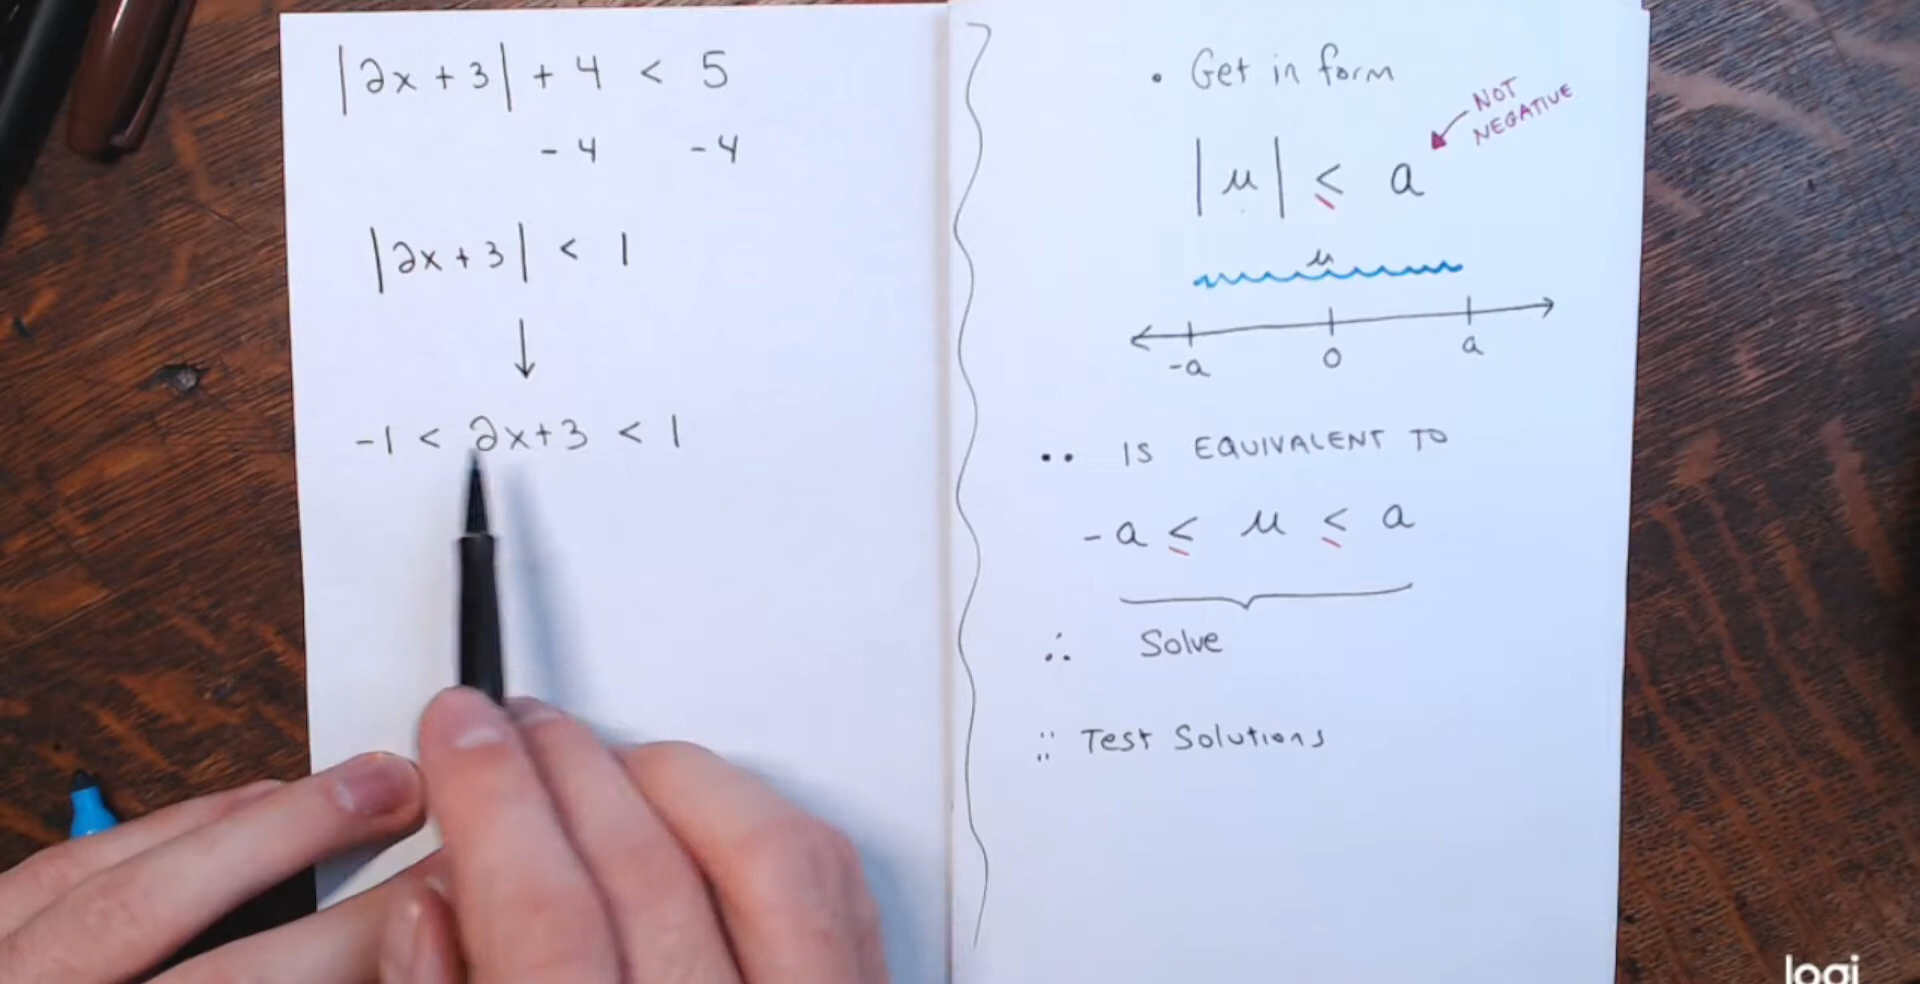 |2x+3| + 4 < 5
-4 -4
|2x+3| < 1
↓
-1 < 2x+3 < 1
• Get in form
NOT
NEGATIVE
|u| ≤ a
u
-a 0 a
•• IS EQUIVALENT TO
-a ≤ u ≤ a
∴ Solve
:: Test Solutions
logi